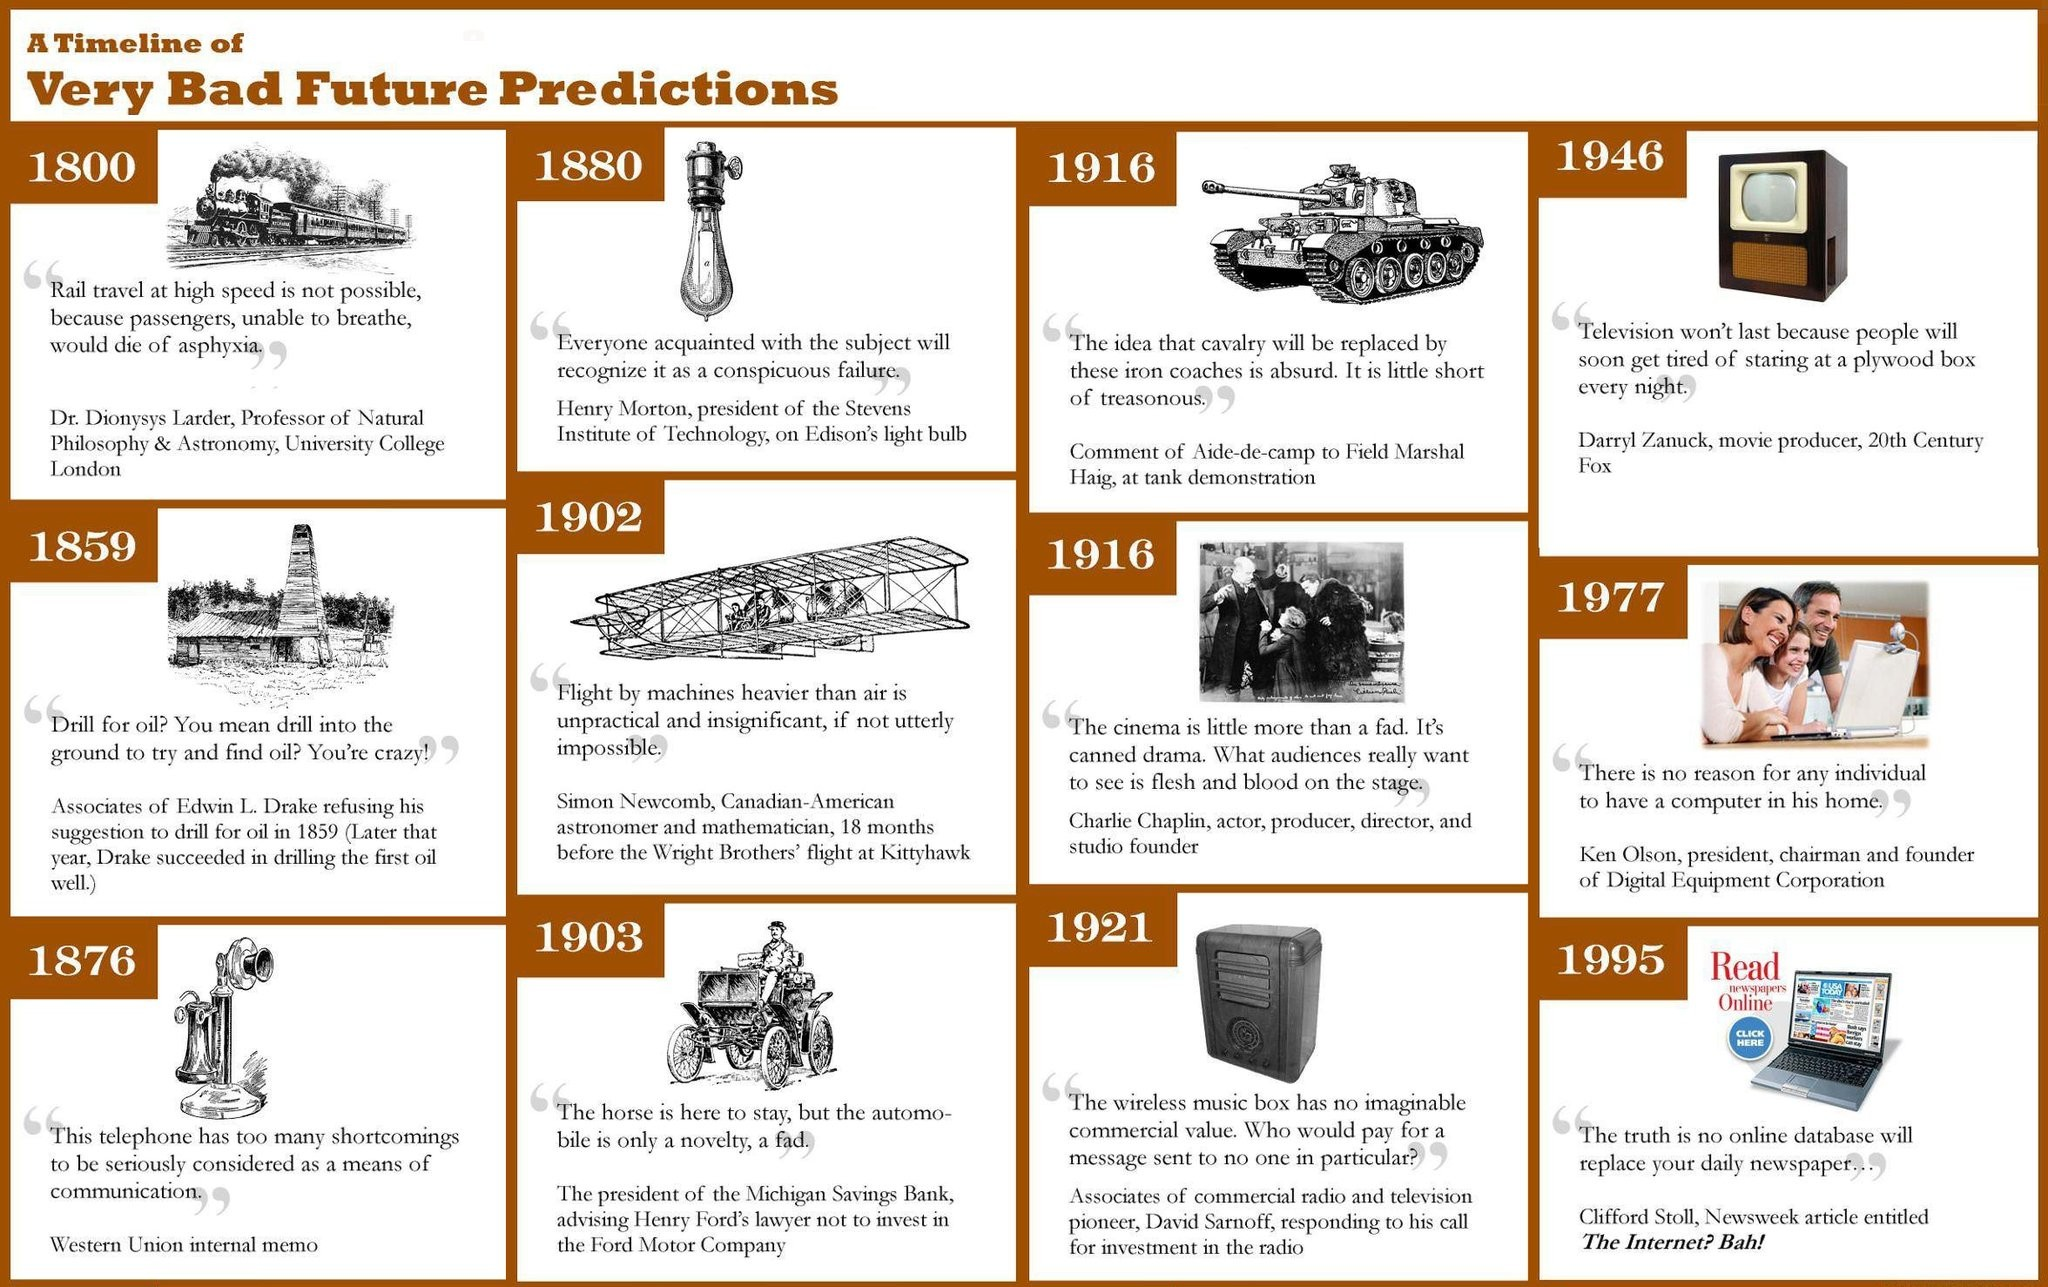 A Timeline of
Very Bad Future Predictions
1800
Rail travel at high speed is not possible,
because passengers, unable to breathe,
would die of asphyxia.
Dr. Dionysys Larder, Professor of Natural
Philosophy & Astronomy, University College
London
1859
Drill for oil? You mean drill into the
ground to try and find oil? You're crazy!
Associates of Edwin L. Drake refusing his
suggestion to drill for oil in 1859 (Later that
year, Drake succeeded in drilling the first oil
well.)
1876
This telephone has too many shortcomings
to be seriously considered as a means of
communication.
Western Union internal memo
1880
Everyone acquainted with the subject will
recognize it as a conspicuous failure.
Henry Morton, president of the Stevens
Institute of Technology, on Edison's light bulb
1902
Flight by machines heavier than air is
unpractical and insignificant, if not utterly
impossible.
Simon Newcomb, Canadian-American
astronomer and mathematician, 18 months
before the Wright Brothers' flight at Kittyhawk
1903
The horse is here to stay, but the automo-
bile is only a novelty, a fad.
The president of the Michigan Savings Bank,
advising Henry Ford's lawyer not to invest in
the Ford Motor Company
1916
The idea that cavalry will be replaced by
these iron coaches is absurd. It is little short
of treasonous.
Comment of Aide-de-camp to Field Marshal
Haig, at tank demonstration
1916
The cinema is little more than a fad. It's
canned drama. What audiences really want
to see is flesh and blood on the stage.
Charlie Chaplin, actor, producer, director, and
studio founder
1921
The wireless music box has no imaginable
commercial value. Who would pay for a
message sent to no one in particular?
Associates of commercial radio and television
pioneer, David Sarnoff, responding to his call
for investment in the radio
1946
Television won't last because people will
soon get tired of staring at a plywood box
every night.
Darryl Zanuck, movie producer, 20th Century
Fox
1977
There is no reason for any individual
to have a computer in his home.
Ken Olson, president, chairman and founder
of Digital Equipment Corporation
1995
Read
newspapers
Online
CLICK
HERE
USA
TODAY
The truth is no online database will
replace your daily newspaper…
Clifford Stoll, Newsweek article entitled
The Internet? Bah!